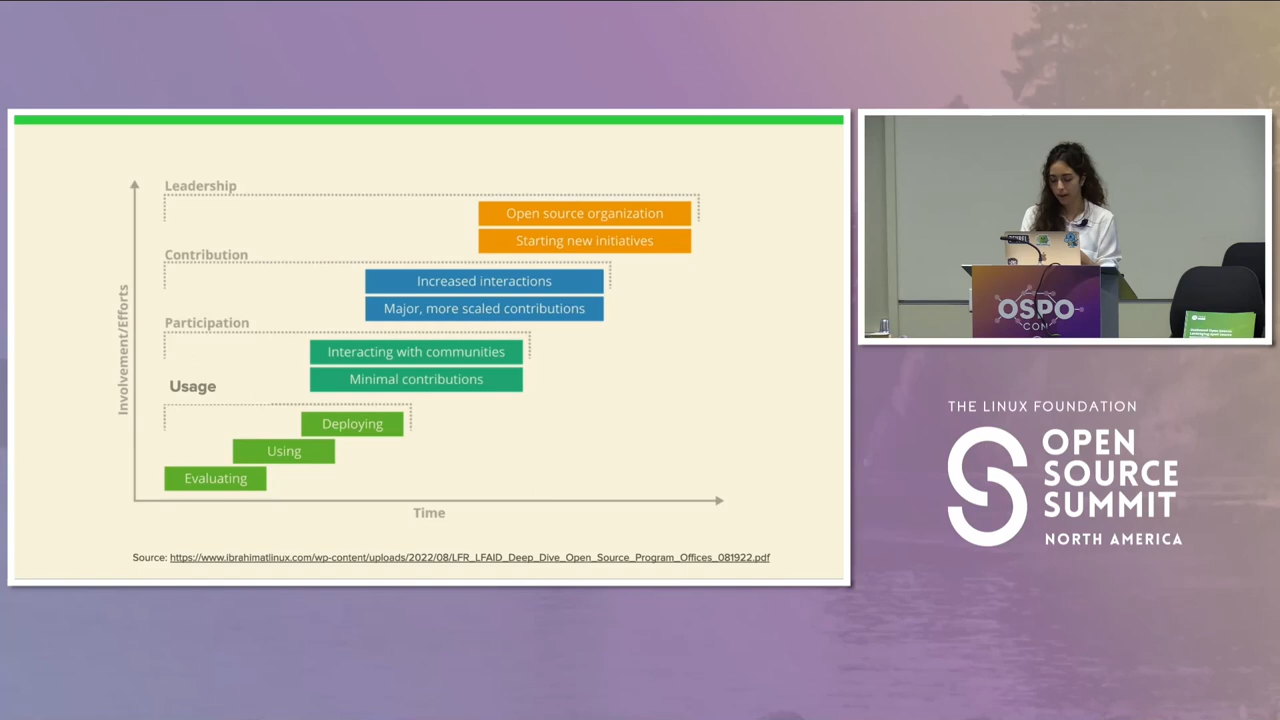 Leadership
Open source organization
Starting new initiatives
Contribution
Increased interactions
Major, more scaled contributions
Participation
Interacting with communities
Minimal contributions
Usage
Deploying
Using
Evaluating
Involvement/Efforts
Time
Source: https://www.ibrahimatlinux.com/wp-content/uploads/2022/08/LFR_LFAID_Deep_Dive_Open_Source_Program_Offices_081922.pdf
OSPO
CON
THE LINUX FOUNDATION
OPEN
SOURCE
SUMMIT
NORTH AMERICA